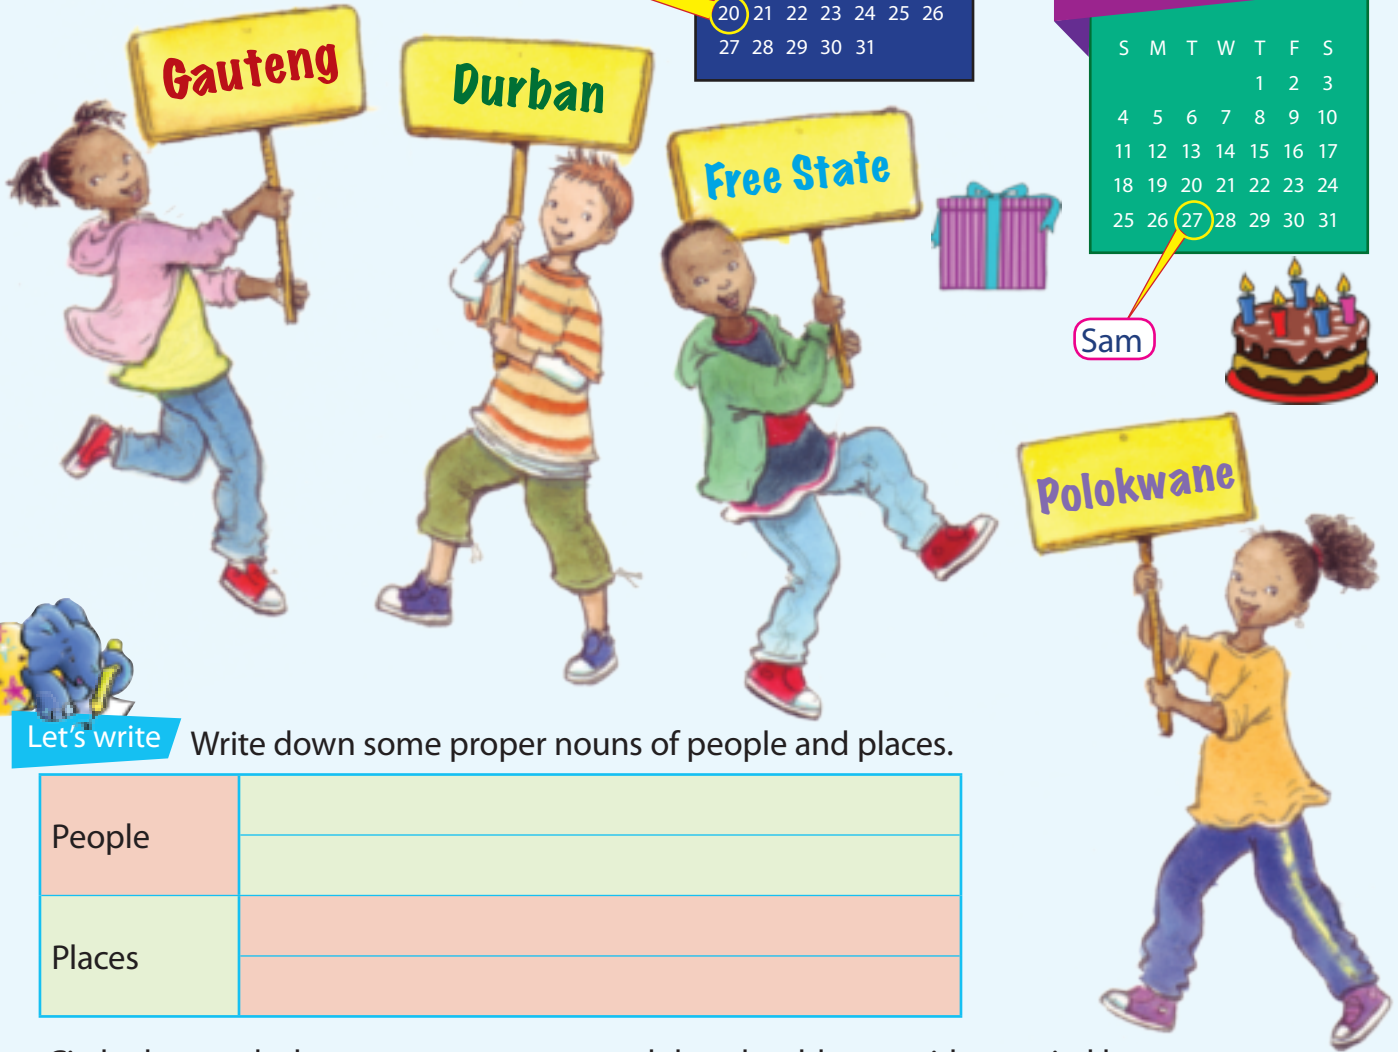 Gauteng
Durban
20 21 22 23 24 25 26
27 28 29 30 31
Free State
S M T W T F S
1 2 3
4 5 6 7 8 9 10
11 12 13 14 15 16 17
18 19 20 21 22 23 24
25 26 27 28 29 30 31
Sam
Polokwane
Let's write
Write down some proper nouns of people and places.
People
Places